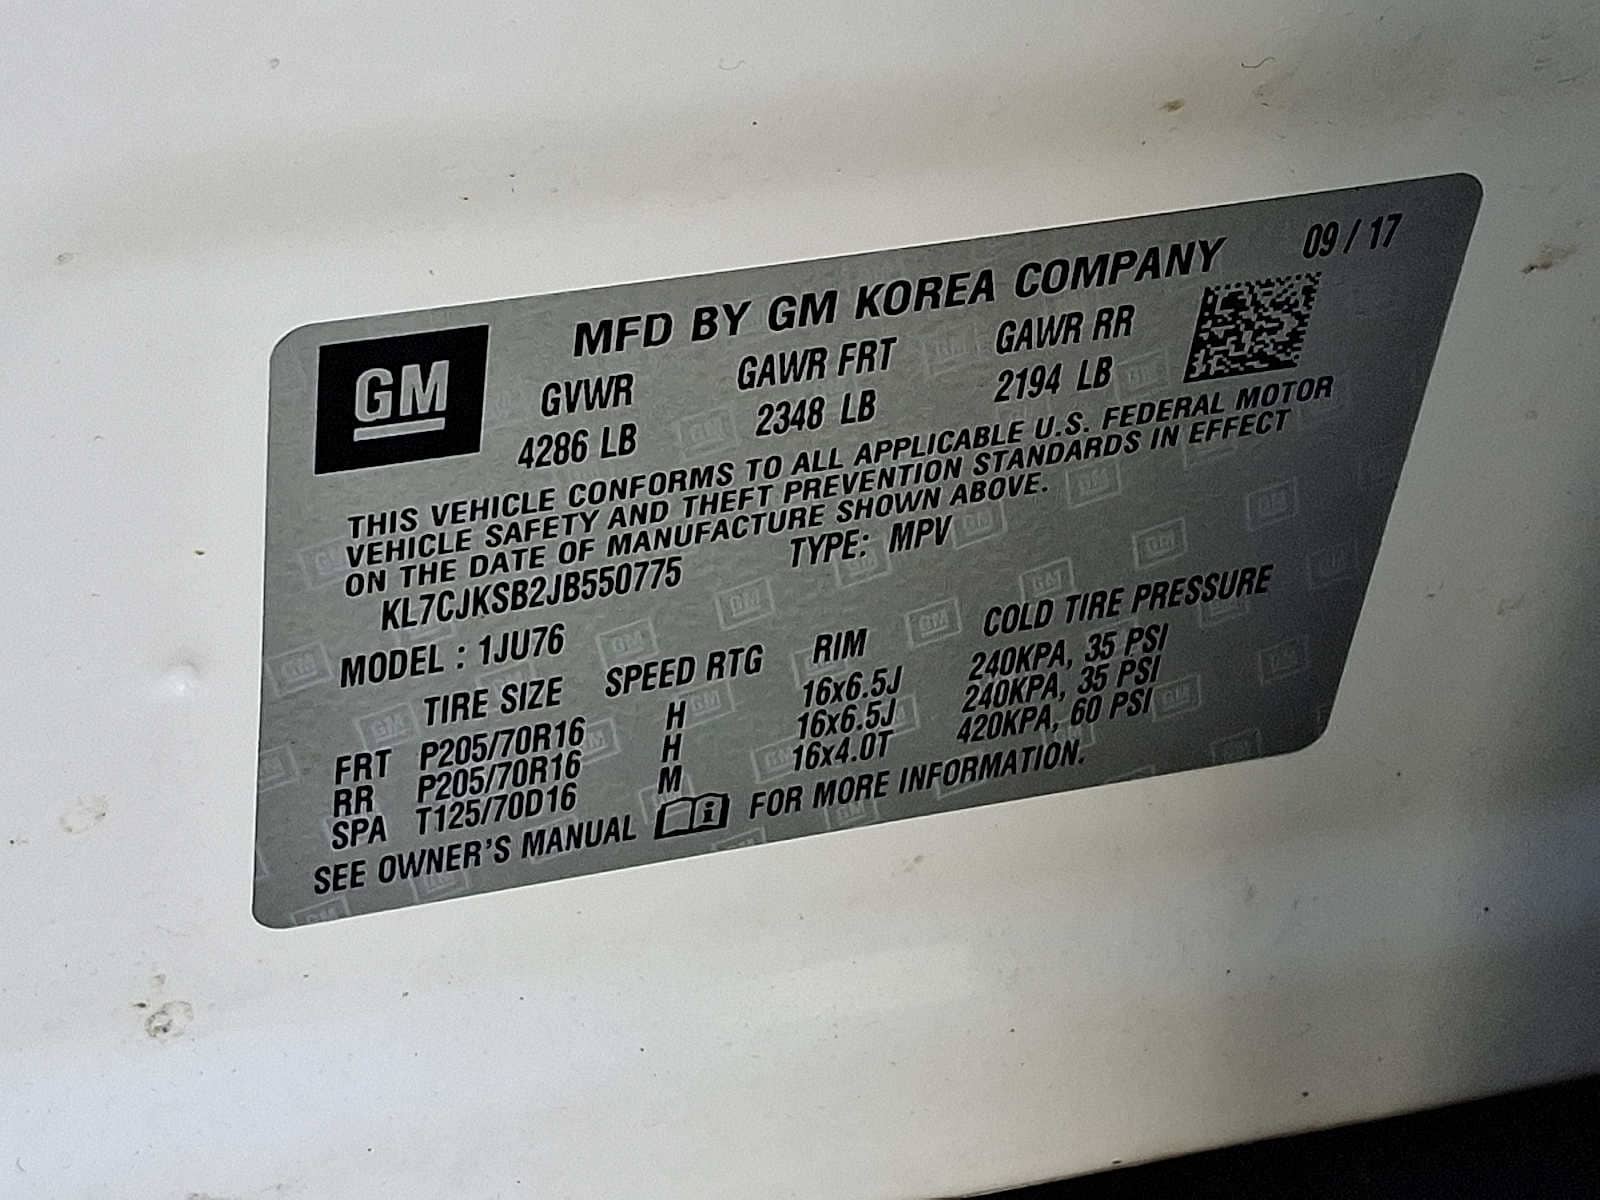 GM
MFD BY GM KOREA COMPANY 09 / 17
GVWR GAWR FRT GAWR RR
4286 LB 2348 LB 2194 LB
THIS VEHICLE CONFORMS TO ALL APPLICABLE U.S. FEDERAL MOTOR
VEHICLE SAFETY AND THEFT PREVENTION STANDARDS IN EFFECT
ON THE DATE OF MANUFACTURE SHOWN ABOVE.
KL7CJKSB2JB550775 TYPE: MPV
MODEL : 1JU76
TIRE SIZE SPEED RTG RIM COLD TIRE PRESSURE
FRT P205/70R16 H 16x6.5J 240KPA, 35 PSI
RR P205/70R16 H 16x6.5J 240KPA, 35 PSI
SPA T125/70D16 M 16x4.0T 420KPA, 60 PSI
SEE OWNER'S MANUAL FOR MORE INFORMATION.